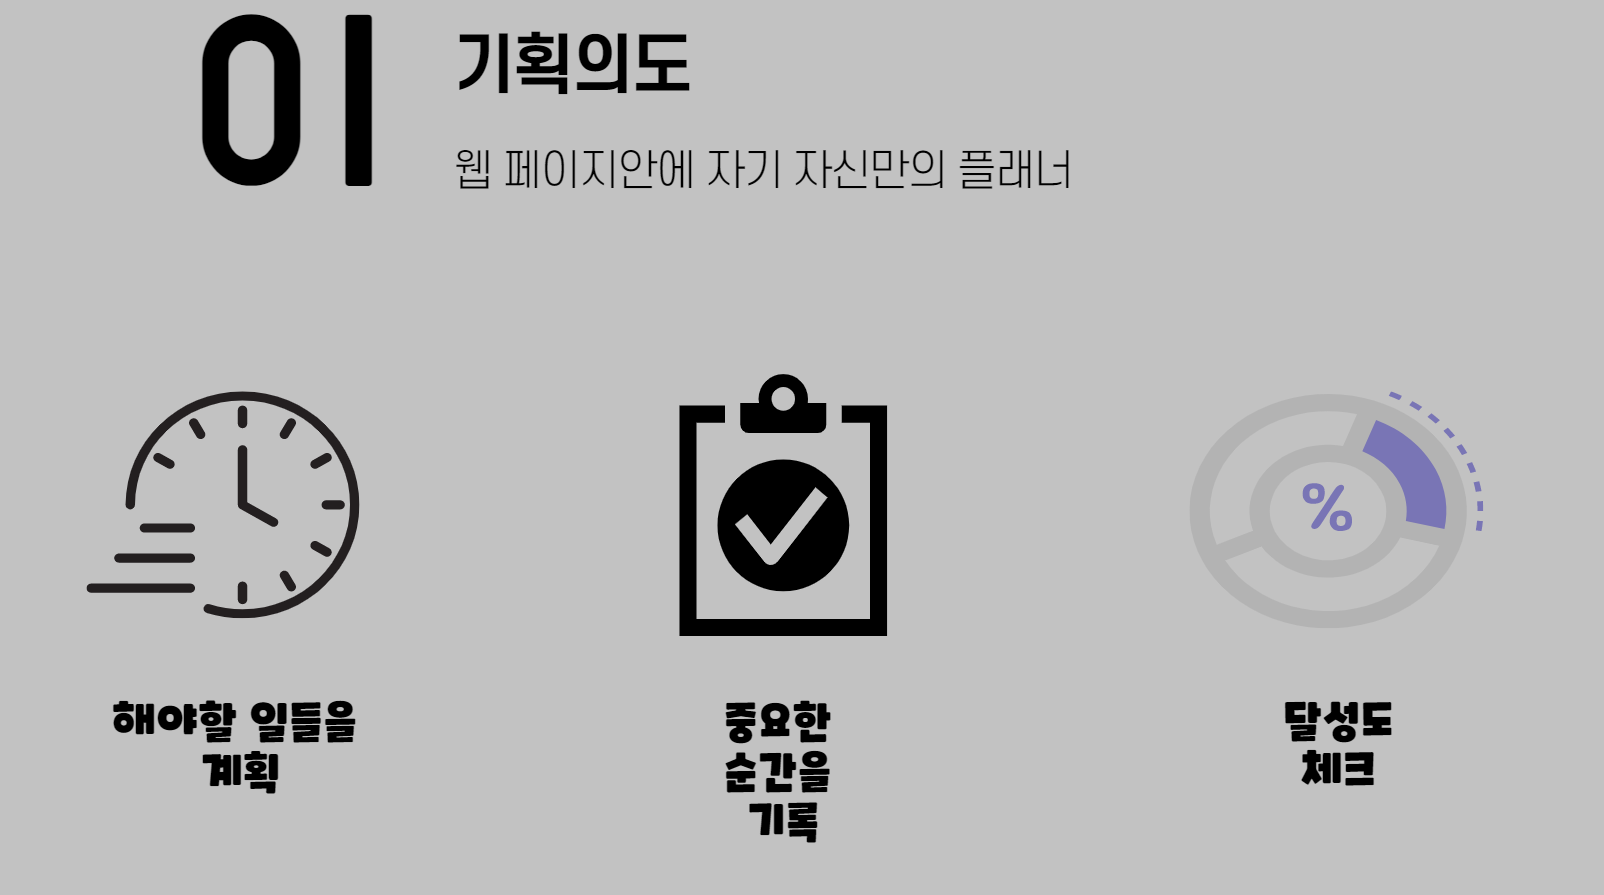 01
기획의도
웹 페이지안에 자기 자신만의 플래너
%
해야할 일들을
계획
중요한
순간을
기록
달성도
체크